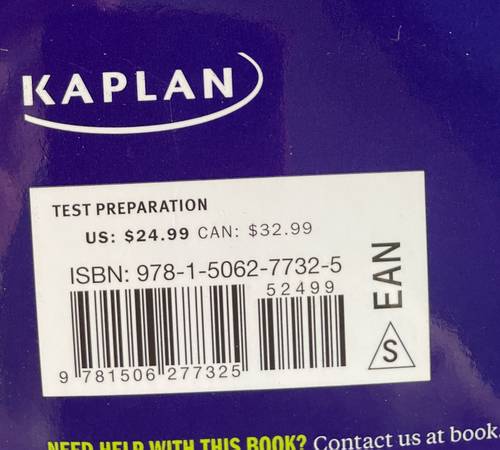 KAPLAN
TEST PREPARATION
US: $24.99 CAN: $32.99
ISBN: 978-1-5062-7732-5
52499
9 781506 277325
EAN
S
NEED HELP WITH THIS BOOK? Contact us at book.